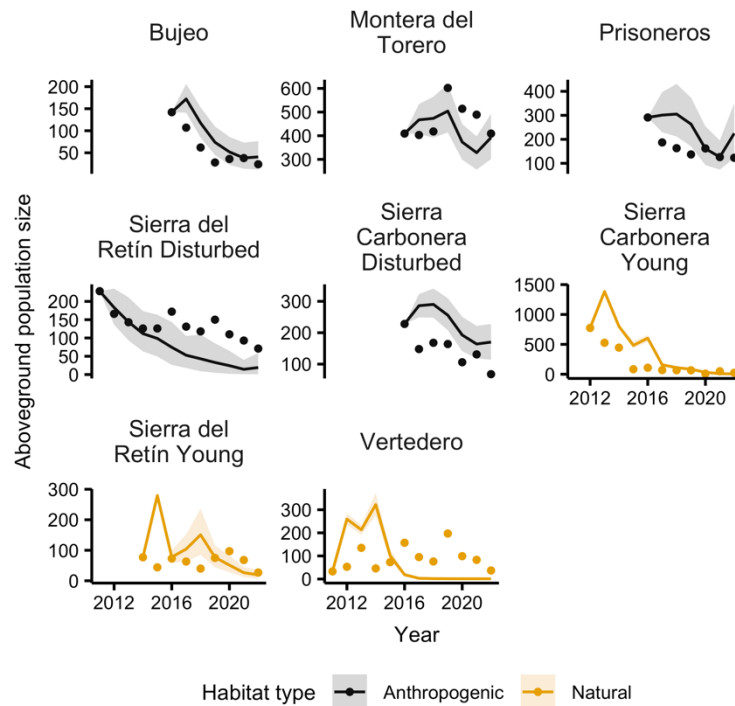 Bujeo
Montera del
Torero
Prisoneros
200
150
100
50
600
500
400
300
400
300
200
100
Sierra del
Retín Disturbed
Sierra
Carbonera
Disturbed
Sierra
Carbonera
Young
200
150
100
50
0
300
200
100
1500
1000
500
0
2012
2016
2020
Sierra del
Retín Young
Vertedero
300
200
100
0
300
200
100
0
2012
2016
2020
2012
2016
2020
Aboveground population size
Year
Habitat type
Anthropogenic
Natural